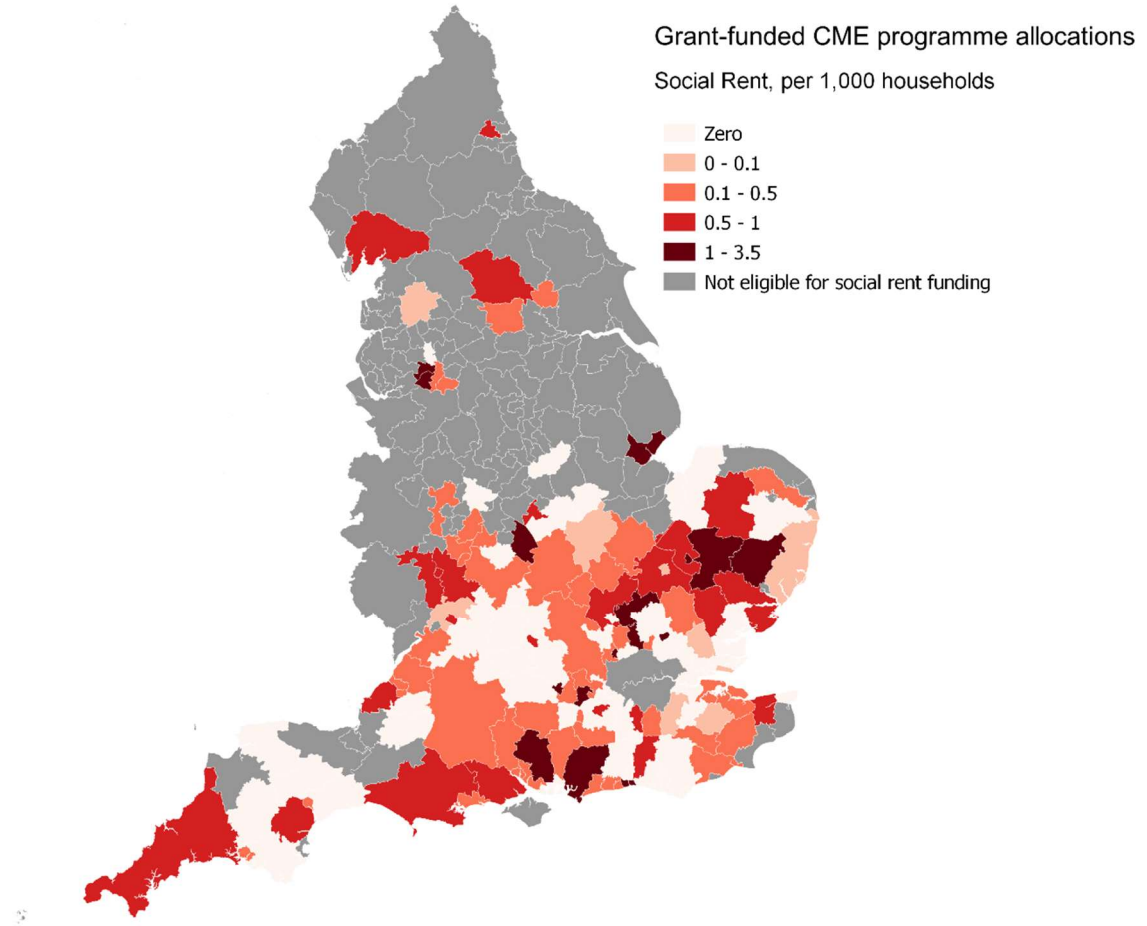 Grant-funded CME programme allocations
Social Rent, per 1,000 households
Zero
0 - 0.1
0.1 - 0.5
0.5 - 1
1 - 3.5
Not eligible for social rent funding